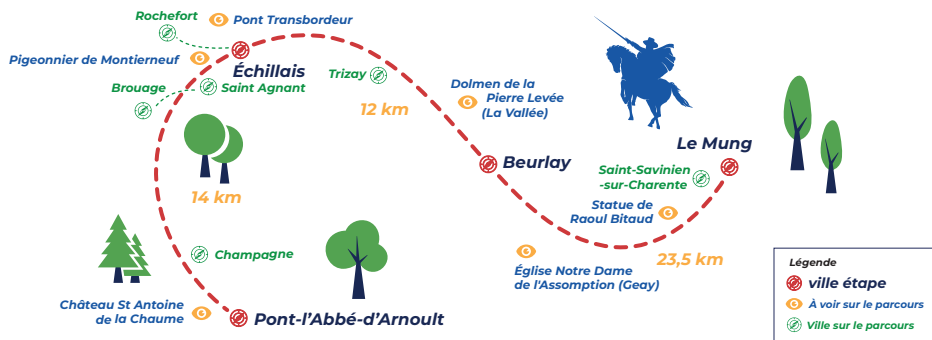 Rochefort
Pont Transbordeur
Pigeonnier de Montierneuf
Échillais
Brouage
Saint Agnant
Trizay
12 km
Dolmen de la
Pierre Levée
(La Vallée)
Beurlay
Le Mung
Saint-Savinien
-sur-Charente
Statue de
Raoul Bitaud
14 km
Champagne
Château St Antoine
de la Chaume
Pont-l'Abbé-d'Arnoult
Église Notre Dame
de l'Assomption (Geay)
23,5 km
Légende
ville étape
À voir sur le parcours
Ville sur le parcours